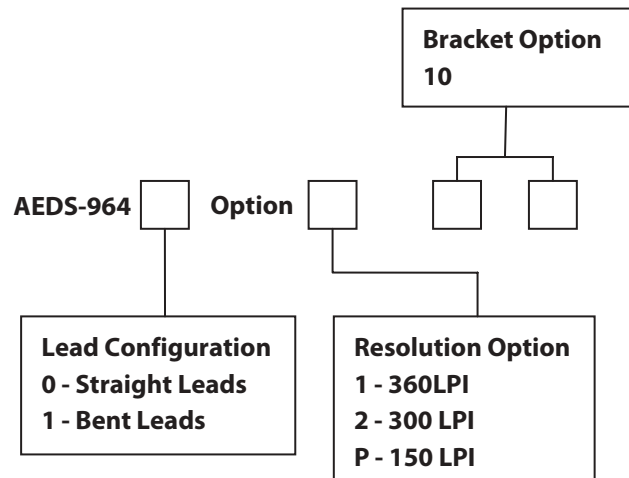 Bracket Option
10
AEDS-964 Option
Lead Configuration
0 - Straight Leads
1 - Bent Leads
Resolution Option
1 - 360LPI
2 - 300 LPI
P - 150 LPI